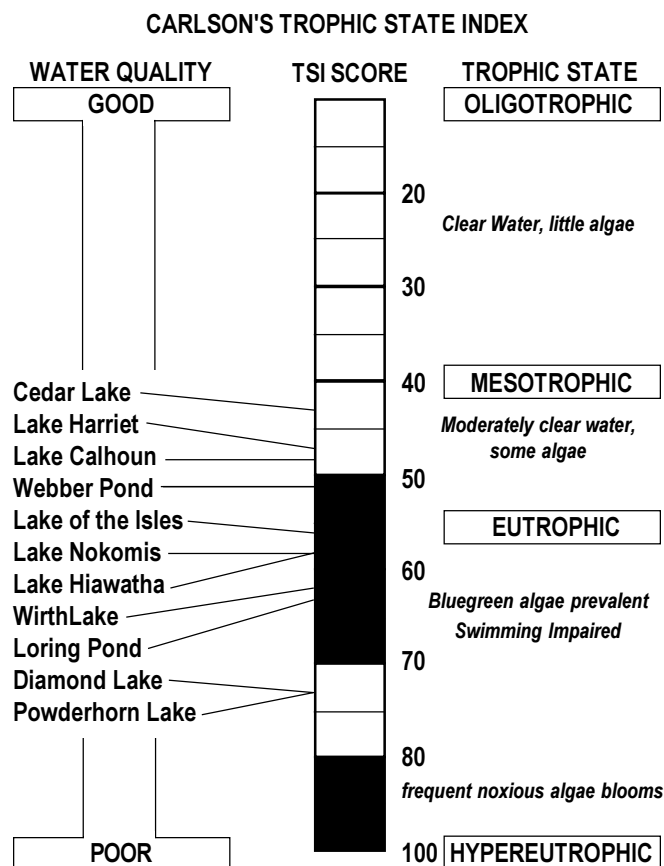 CARLSON'S TROPHIC STATE INDEX
WATER QUALITY
TSI SCORE
TROPHIC STATE
GOOD
OLIGOTROPHIC
20
Clear Water, little algae
30
40
MESOTROPHIC
Cedar Lake
Lake Harriet
Moderately clear water,
some algae
Lake Calhoun
50
Webber Pond
Lake of the Isles
EUTROPHIC
Lake Nokomis
60
Lake Hiawatha
Bluegreen algae prevalent
Swimming Impaired
WirthLake
Loring Pond
70
Diamond Lake
Powderhorn Lake
80
frequent noxious algae blooms
POOR
100
HYPEREUTROPHIC